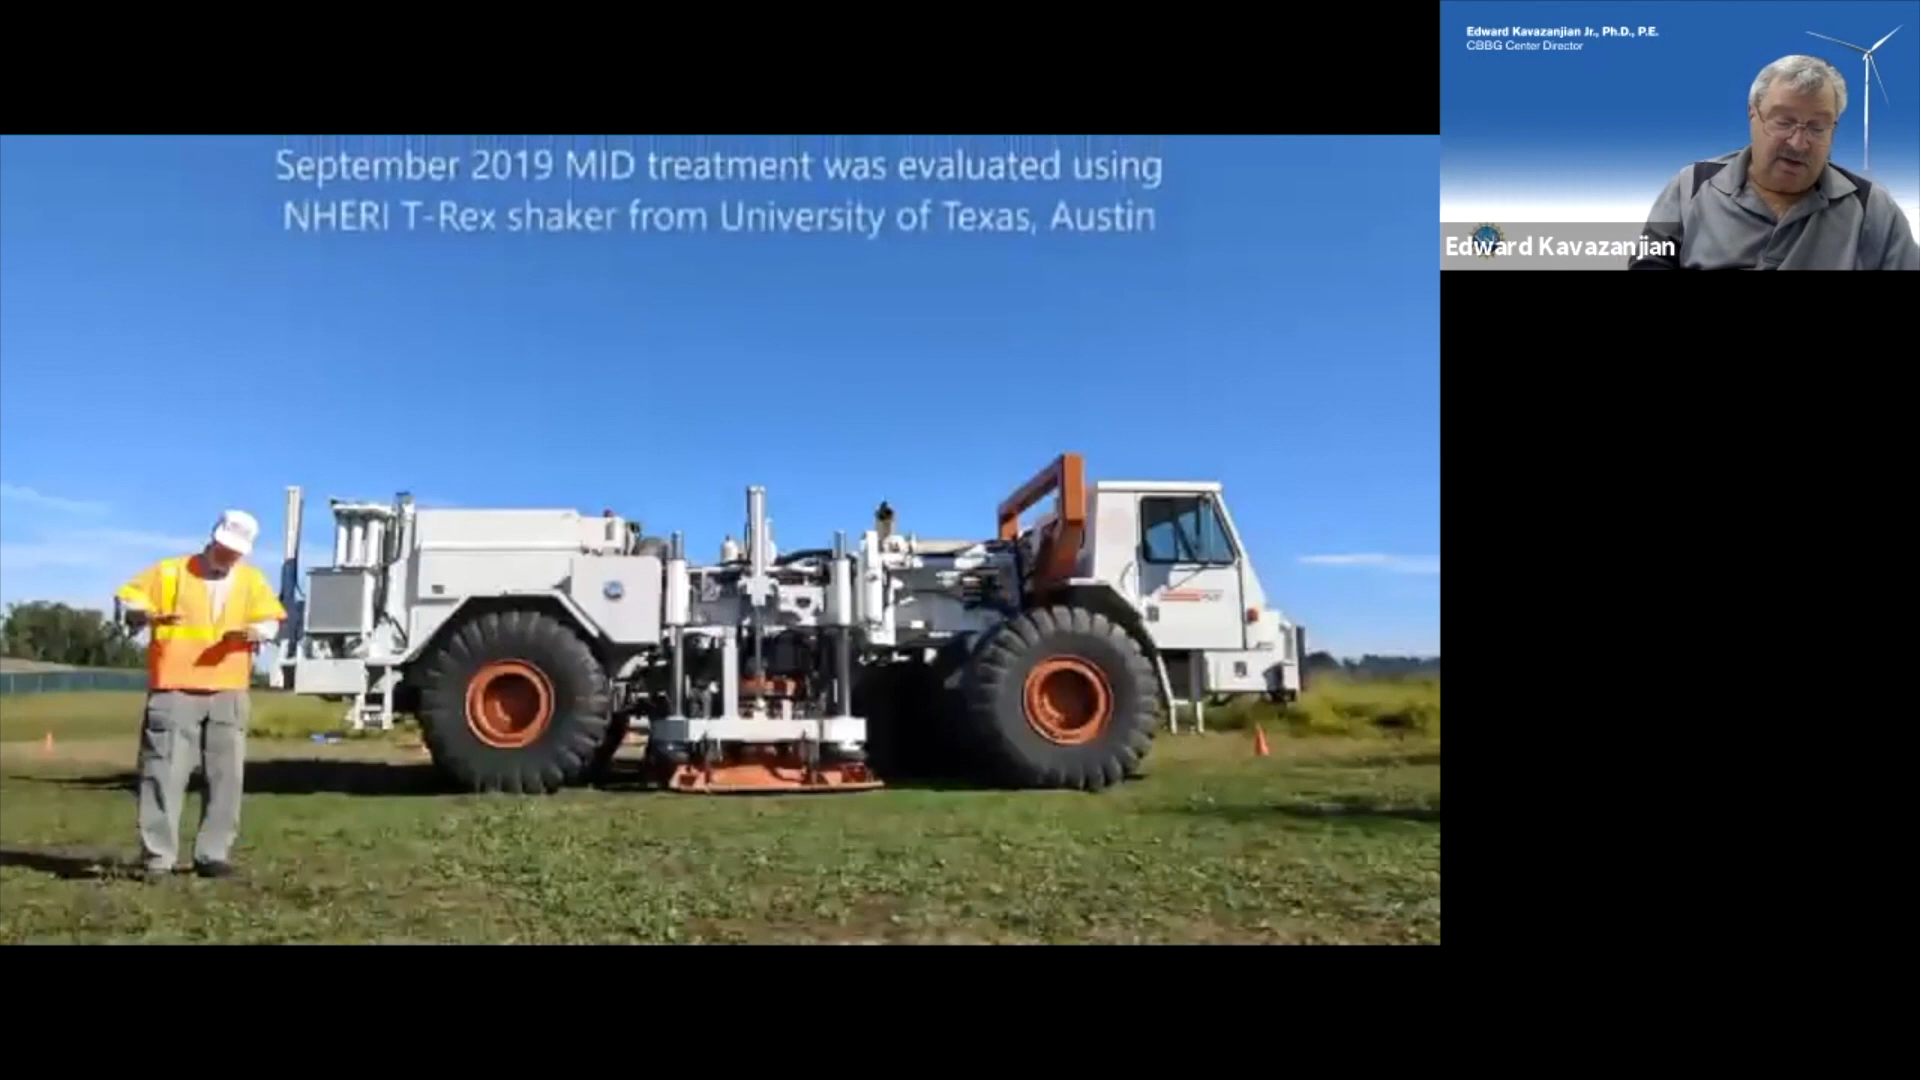 September 2019 MID treatment was evaluated using
NHERI T-Rex shaker from University of Texas, Austin
Edward Kavazanjian Jr., Ph.D., P.E.
CBBG Center Director
Edward Kavazanjian